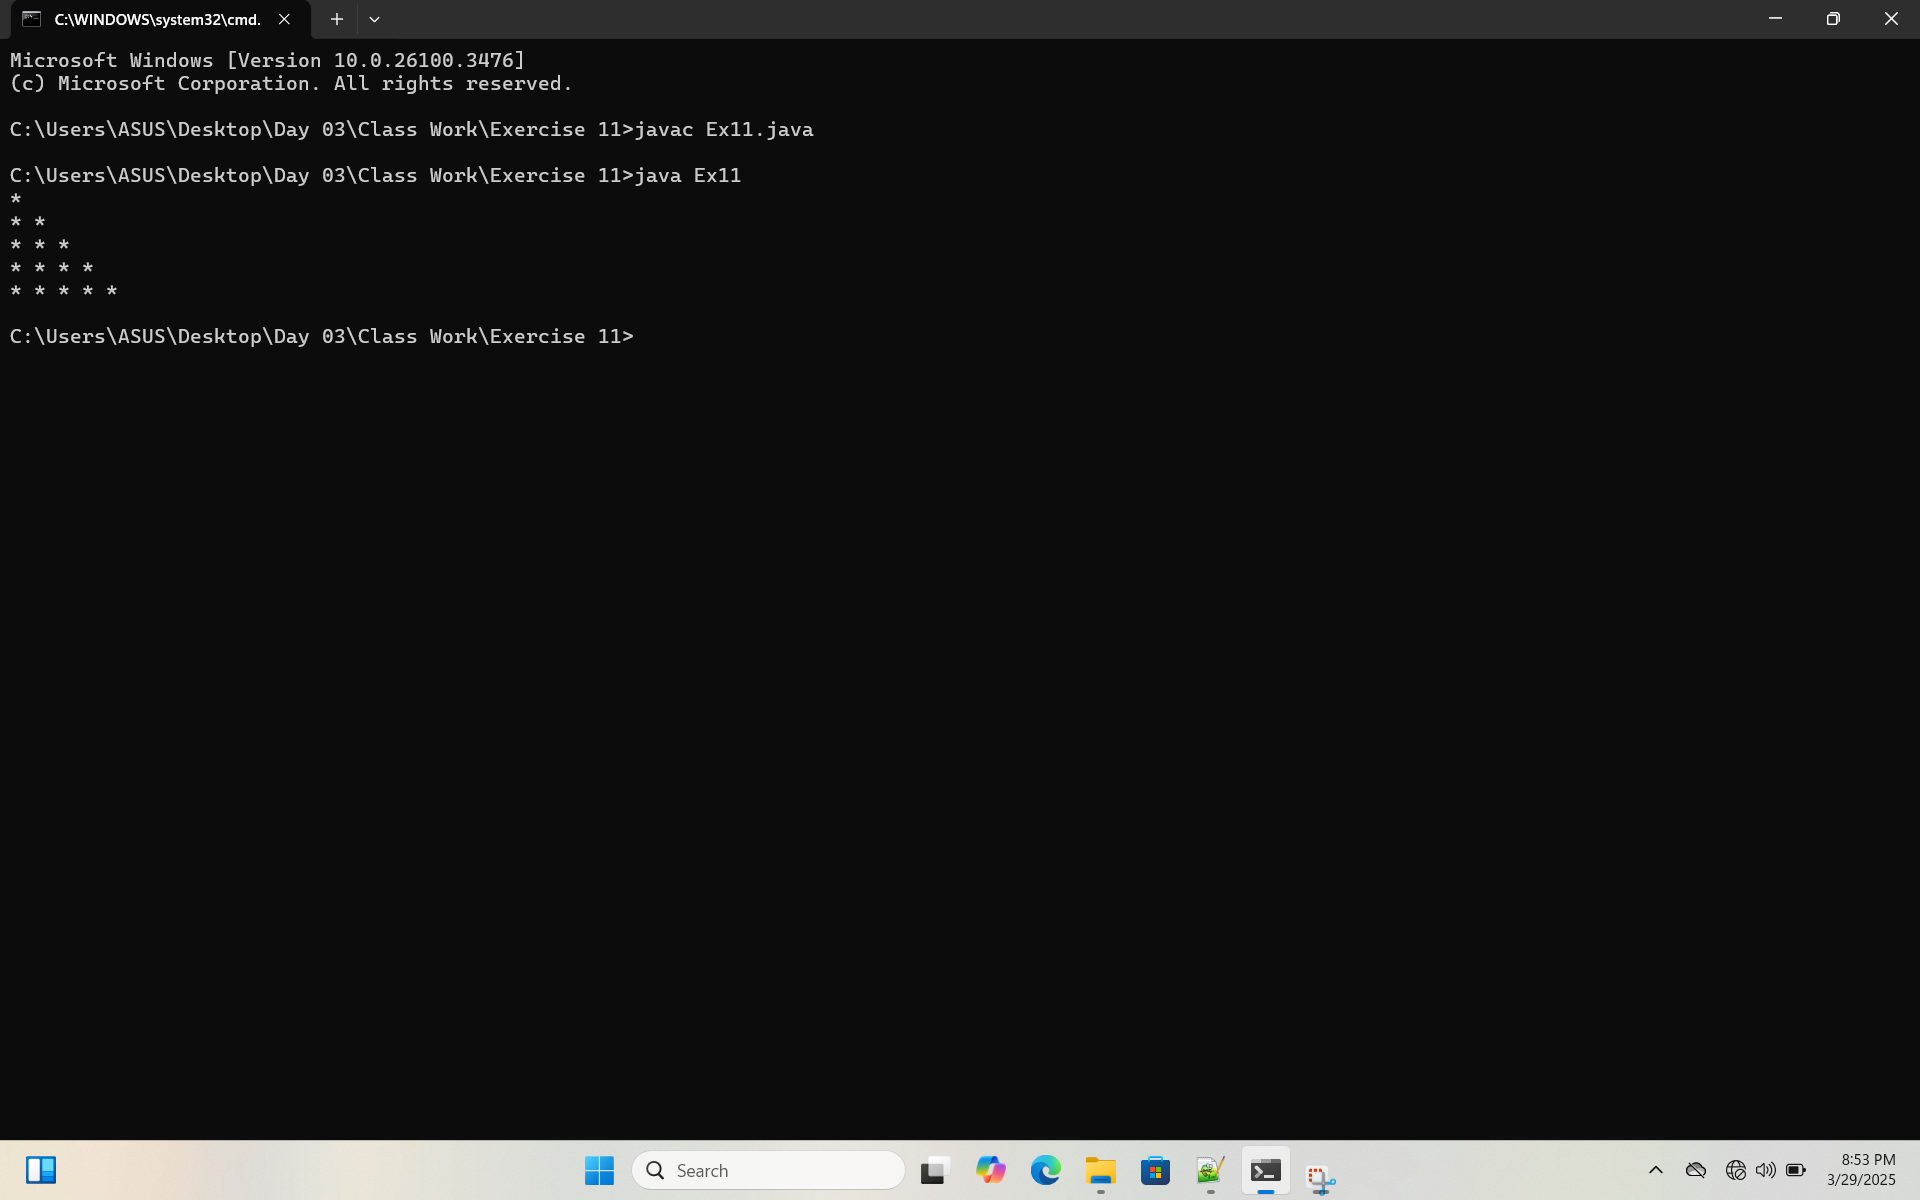 C:\WINDOWS\system32\cmd.
Microsoft Windows [Version 10.0.26100.3476]
(c) Microsoft Corporation. All rights reserved.
C:\Users\ASUS\Desktop\Day 03\Class Work\Exercise 11>javac Ex11.java
C:\Users\ASUS\Desktop\Day 03\Class Work\Exercise 11>java Ex11
*
* *
* * *
* * * *
* * * * *
C:\Users\ASUS\Desktop\Day 03\Class Work\Exercise 11>
Search
8:53 PM
3/29/2025